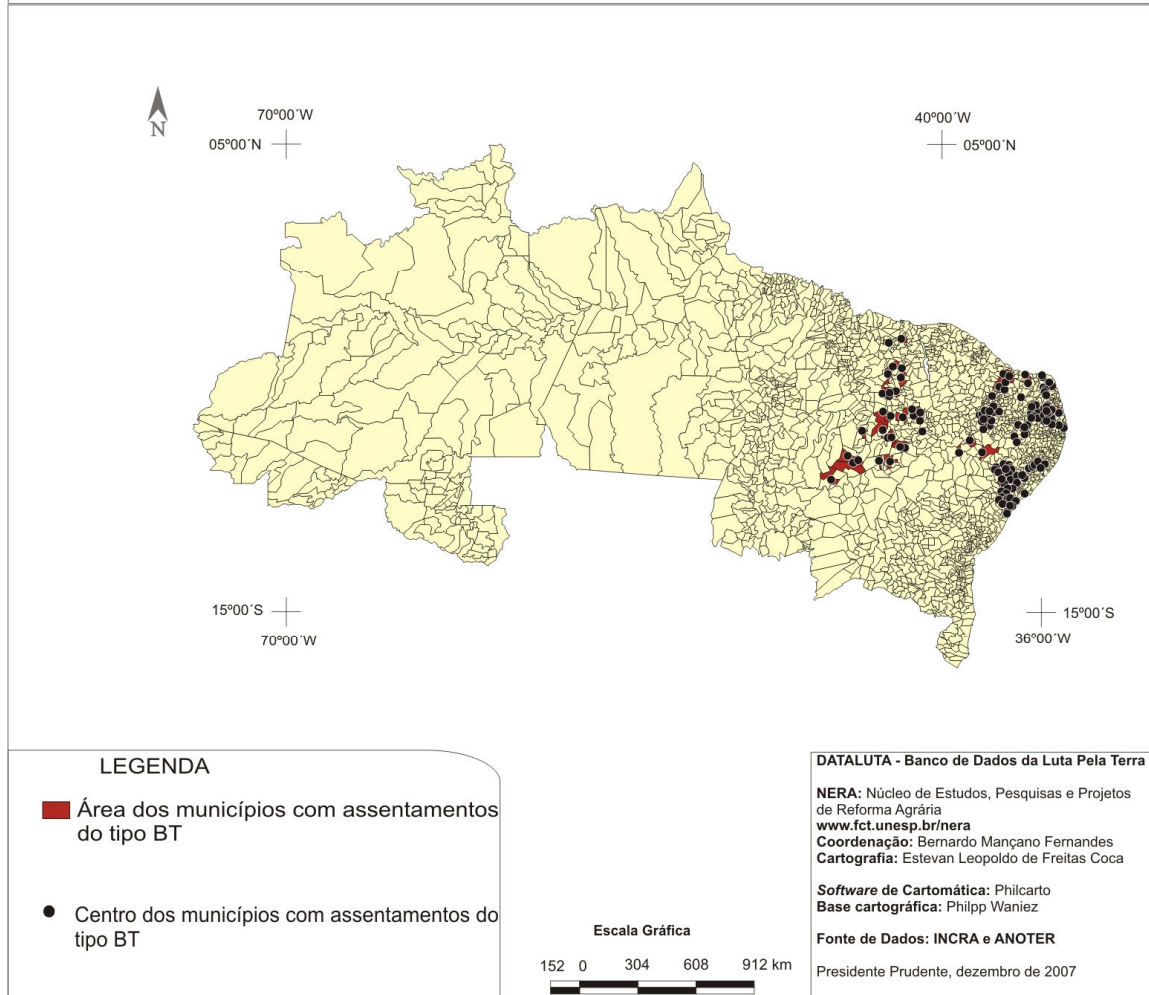 N
70º00´W
05º00´N
40º00´W
05º00´N
15º00´S
70º00´W
15º00´S
36º00´W
LEGENDA
Área dos municípios com assentamentos
do tipo BT
Centro dos municípios com assentamentos do
tipo BT
Escala Gráfica
152 0 304 608 912 km
DATALUTA - Banco de Dados da Luta Pela Terra
NERA: Núcleo de Estudos, Pesquisas e Projetos
de Reforma Agrária
www.fct.unesp.br/nera
Coordenação: Bernardo Mançano Fernandes
Cartografia: Estevan Leopoldo de Freitas Coca
Software de Cartomática: Philcarto
Base cartográfica: Philpp Waniez
Fonte de Dados: INCRA e ANOTER
Presidente Prudente, dezembro de 2007